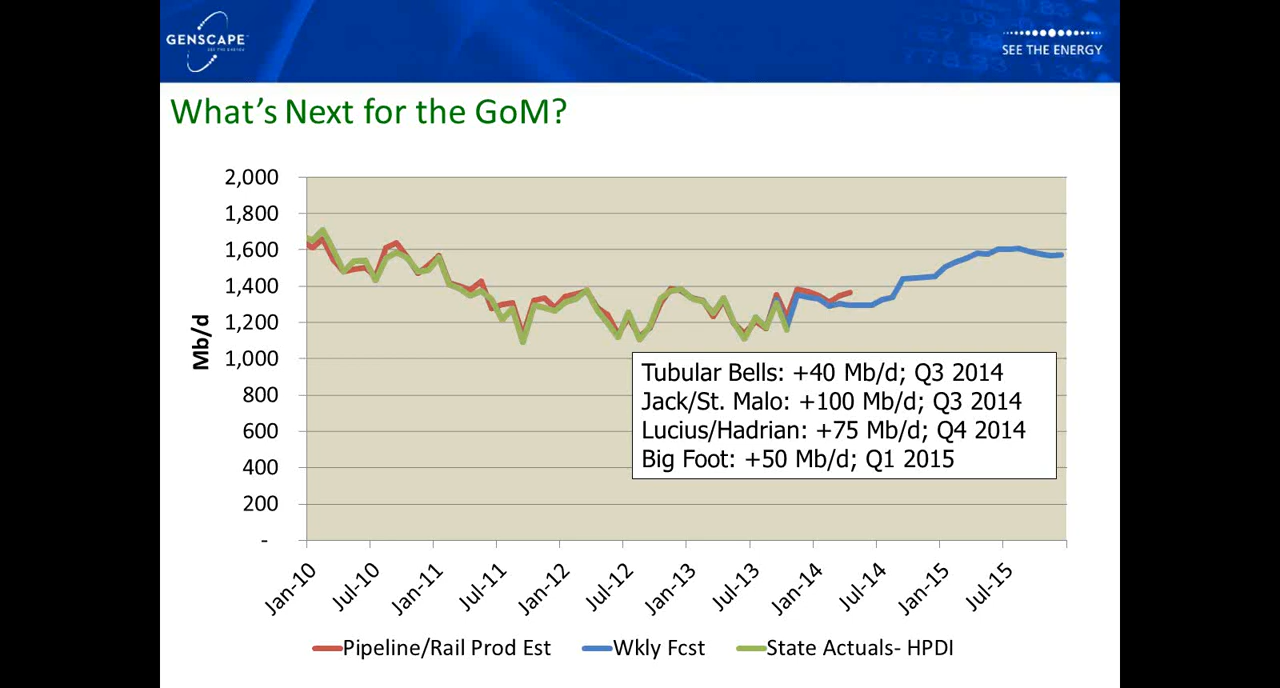 GENSCAPE
SEE THE ENERGY
SEE THE ENERGY
What's Next for the GoM?
2,000
1,800
1,600
1,400
1,200
1,000
800
600
400
200
-
Mb/d
Tubular Bells: +40 Mb/d; Q3 2014
Jack/St. Malo: +100 Mb/d; Q3 2014
Lucius/Hadrian: +75 Mb/d; Q4 2014
Big Foot: +50 Mb/d; Q1 2015
Jan-10
Jul-10
Jan-11
Jul-11
Jan-12
Jul-12
Jan-13
Jul-13
Jan-14
Jul-14
Jan-15
Jul-15
Pipeline/Rail Prod Est
Wkly Fcst
State Actuals- HPDI